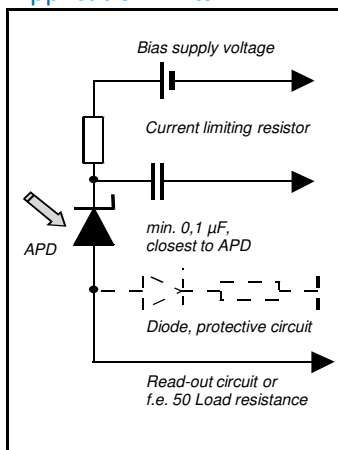 Bias supply voltage
Current limiting resistor
min. 0,1 µF,
closest to APD
APD
Diode, protective circuit
Read-out circuit or
f.e. 50 Load resistance